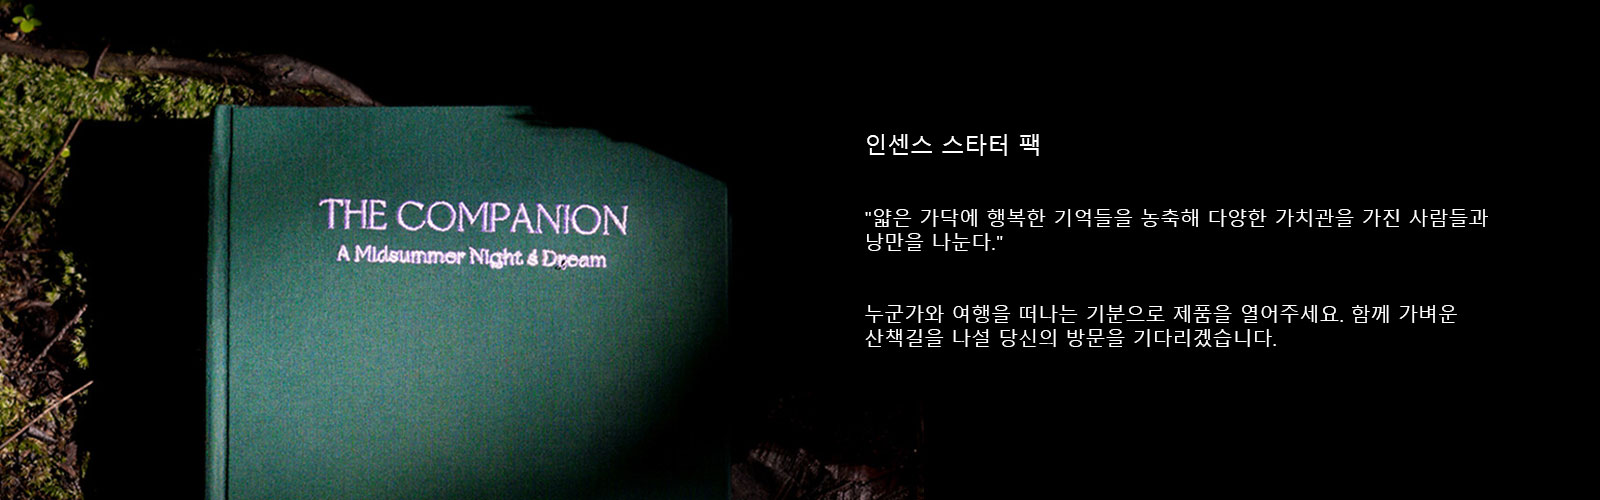 THE COMPANION
A Midsummer Night's Dream
인센스 스타터 팩
"얇은 가닥에 행복한 기억들을 농축해 다양한 가치관을 가진 사람들과
낭만을 나눈다."
누군가와 여행을 떠나는 기분으로 제품을 열어주세요. 함께 가벼운
산책길을 나설 당신의 방문을 기다리겠습니다.